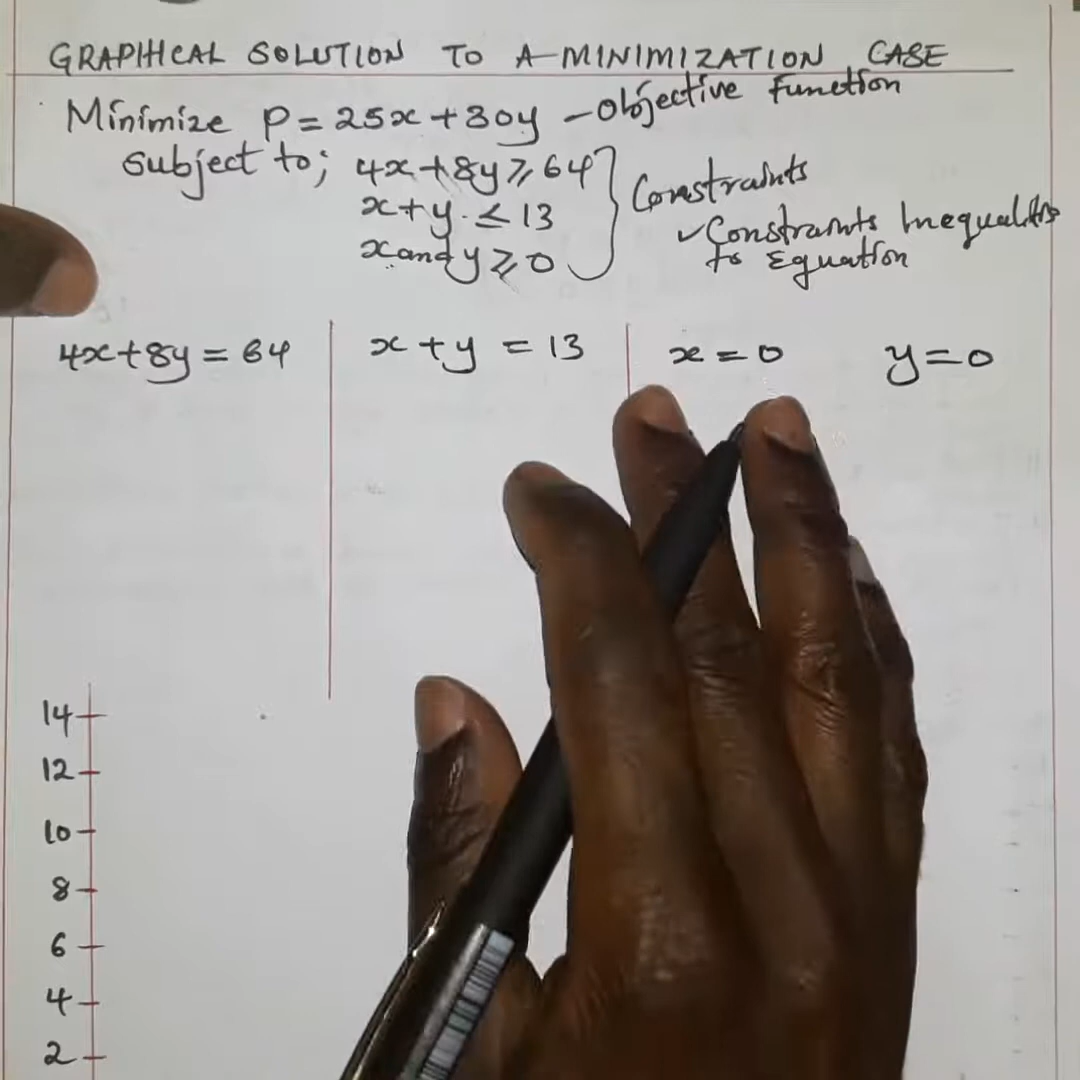 GRAPHICAL SOLUTION TO A MINIMIZATION CASE
Minimize P = 25x + 30y - Objective Function
Subject to; 4x + 8y ≥ 64
x + y ≤ 13
x and y ≥ 0
Constraints
✓ Constraints Inequalities
to Equation
4x + 8y = 64
x + y = 13
x = 0
y = 0
14
12
10
8
6
4
2